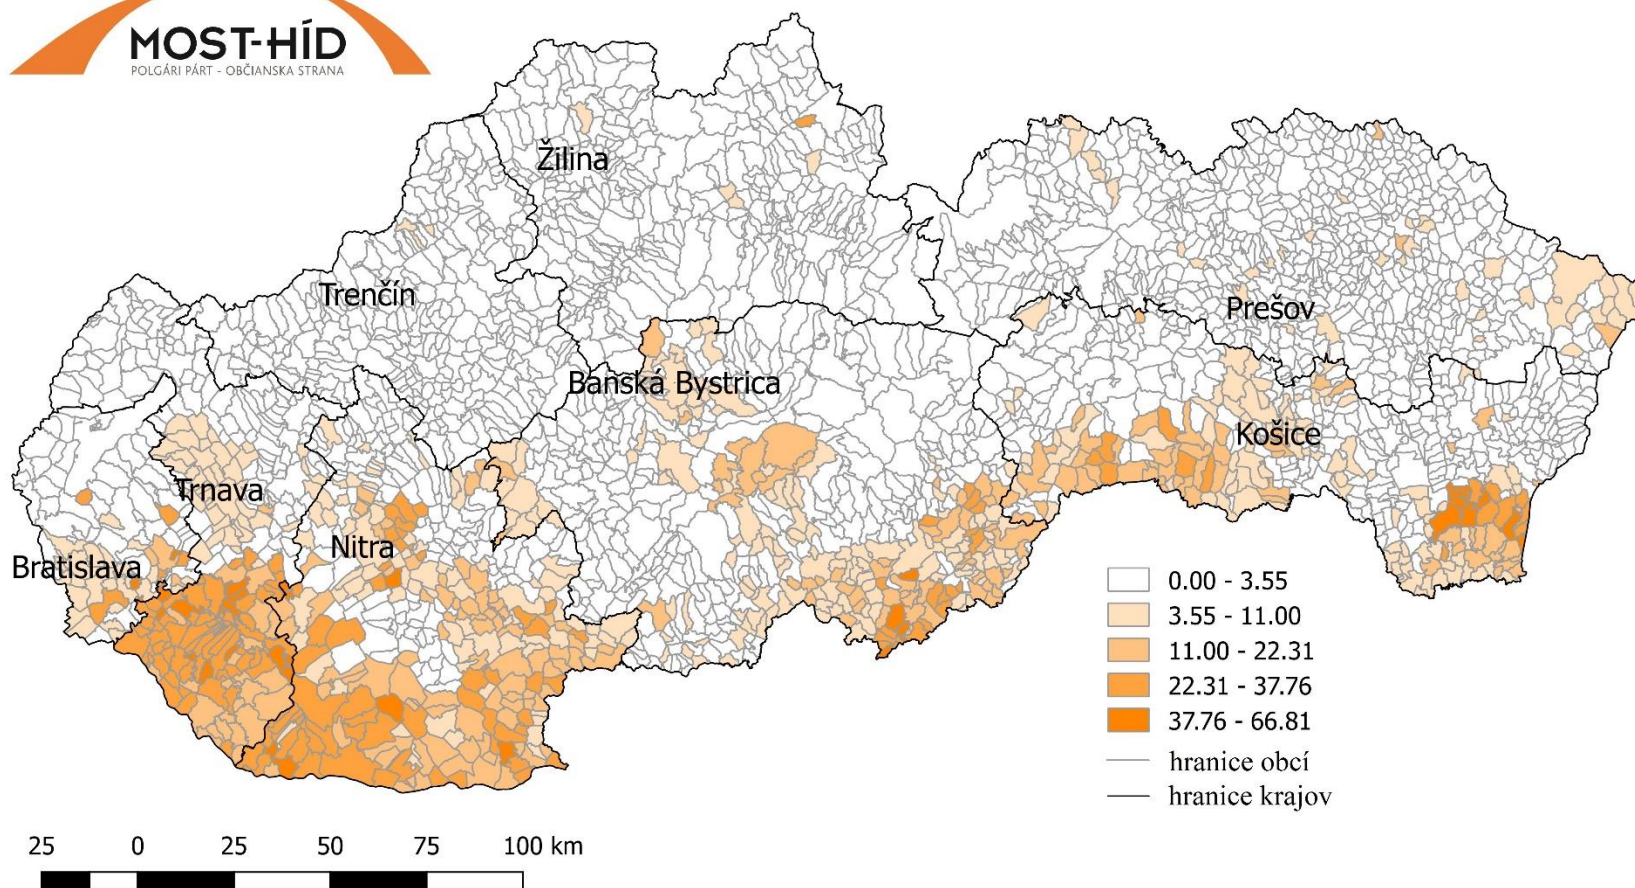 MOST-HÍD
POLGÁRI PÁRT - OBČIANSKA STRANA
Žilina
Trenčín
Prešov
Banská Bystrica
Košice
Trnava
Nitra
Bratislava
0.00 - 3.55
3.55 - 11.00
11.00 - 22.31
22.31 - 37.76
37.76 - 66.81
hranice obcí
hranice krajov
25 0 25 50 75 100 km